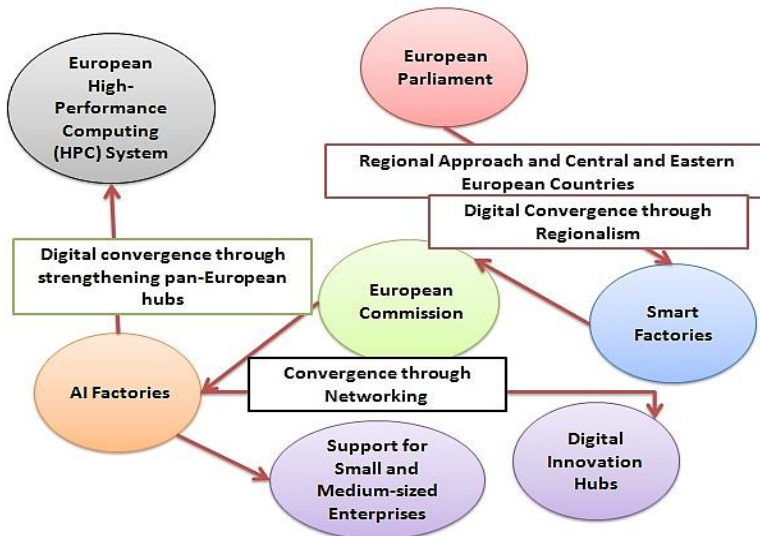 European
High-
Performance
Computing
(HPC) System
European
Parliament
Regional Approach and Central and Eastern
European Countries
Digital Convergence through
Regionalism
Digital convergence through
strengthening pan-European
hubs
European
Commission
Smart
Factories
AI Factories
Convergence through
Networking
Support for
Small and
Medium-sized
Enterprises
Digital
Innovation
Hubs